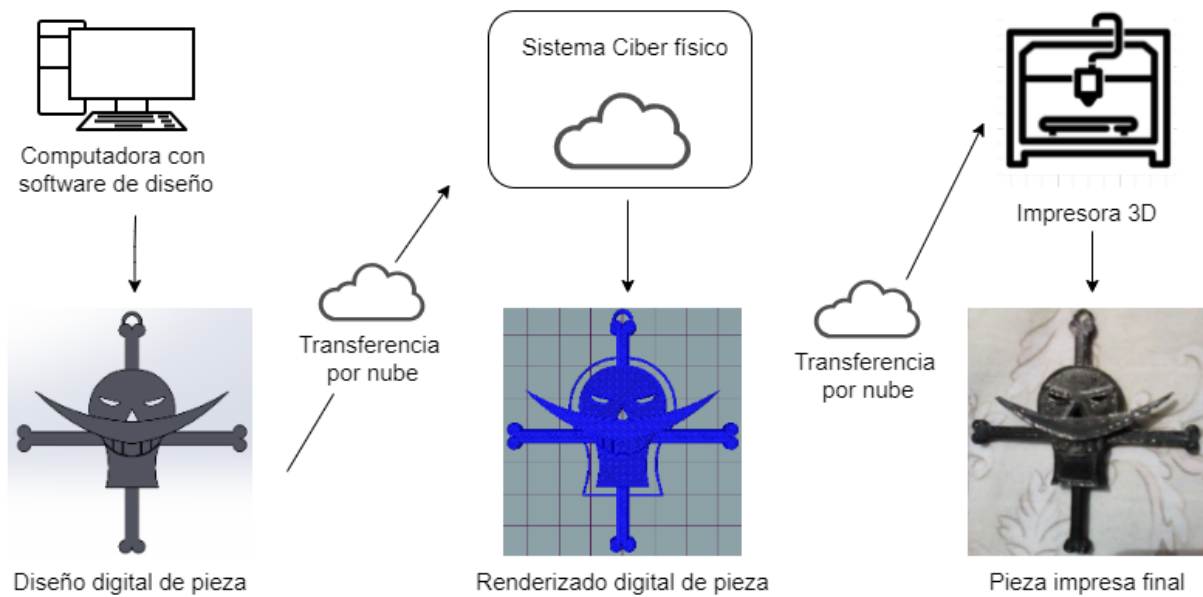 Computadora con
software de diseño
Sistema Ciber físico
Impresora 3D
Transferencia
por nube
Transferencia
por nube
Diseño digital de pieza
Renderizado digital de pieza
Pieza impresa final